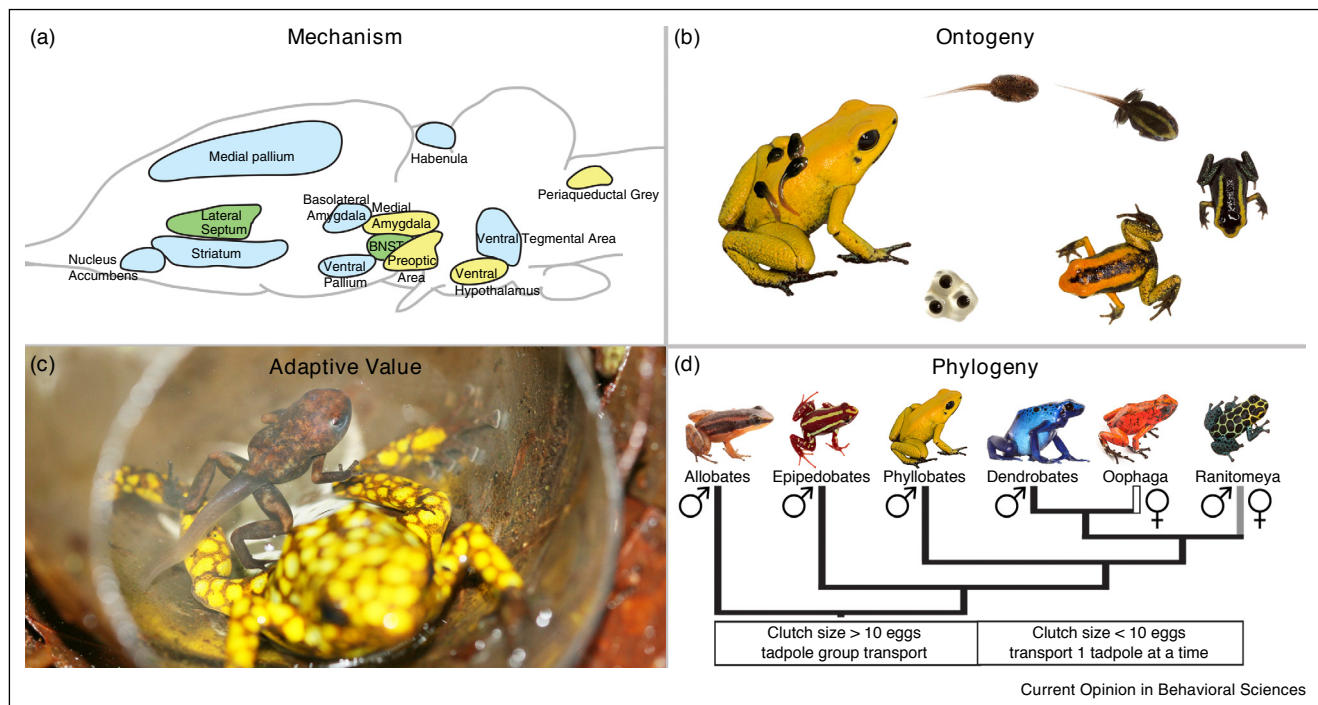 (a)
Mechanism
Medial pallium
Habenula
Periaqueductal Grey
Basolateral
Amygdala
Medial
Amygdala
Lateral
Septum
BNST
Ventral Tegmental Area
Striatum
Preoptic
Area
Nucleus
Accumbens
Ventral
Pallium
Ventral
Hypothalamus
(b)
Ontogeny
(c)
Adaptive Value
(d)
Phylogeny
Allobates
Epipedobates
Phyllobates
Dendrobates
Oophaga
Ranitomeya
♂
♂
♂
♂
♀
♂
♀
Clutch size > 10 eggs
tadpole group transport
Clutch size < 10 eggs
transport 1 tadpole at a time
Current Opinion in Behavioral Sciences